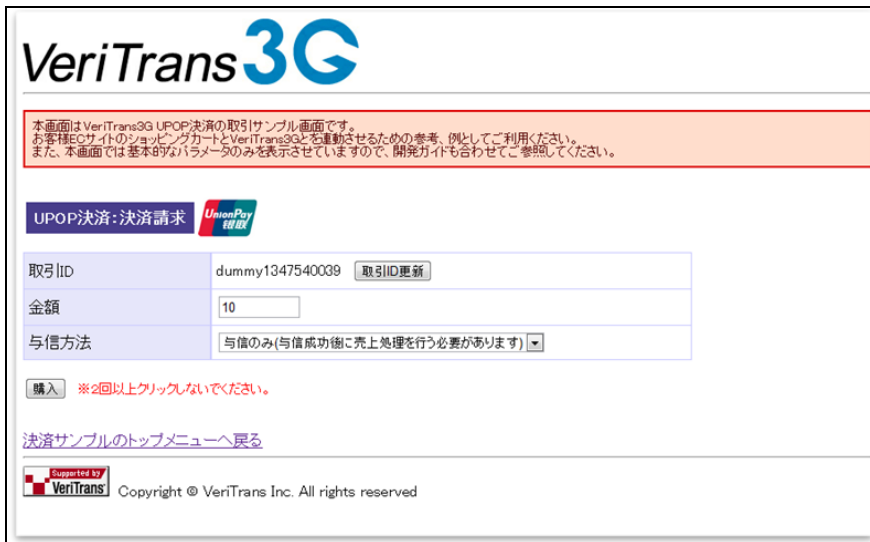 VeriTrans3G
本画面はVeriTrans3G UPOP決済の取引サンプル画面です。
お客様ECサイトのショッピングカートとVeriTrans3Gとを連動させるための参考、例としてご利用ください。
また、本画面では基本的なパラメータのみを表示させていますので、開発ガイドも合わせてご参照してください。
UPOP決済:決済請求 UnionPay
银联
取引ID dummy1347540039 取引ID更新
金額 10
与信方法 与信のみ(与信成功後に売上処理を行う必要があります)
購入 ※2回以上クリックしないでください。
決済サンプルのトップメニューへ戻る
Supported by
VeriTrans Copyright © VeriTrans Inc. All rights reserved